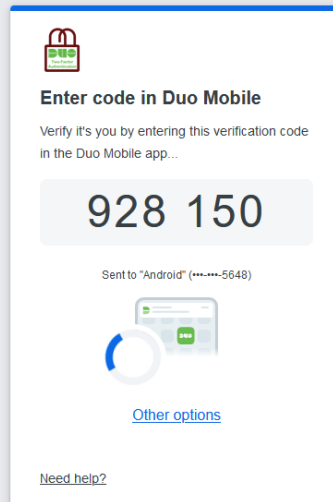 DUO
Two-Factor
Authentication
Enter code in Duo Mobile
Verify it's you by entering this verification code
in the Duo Mobile app...
928 150
Sent to "Android" (•••-•••-5648)
DUO
Other options
Need help?